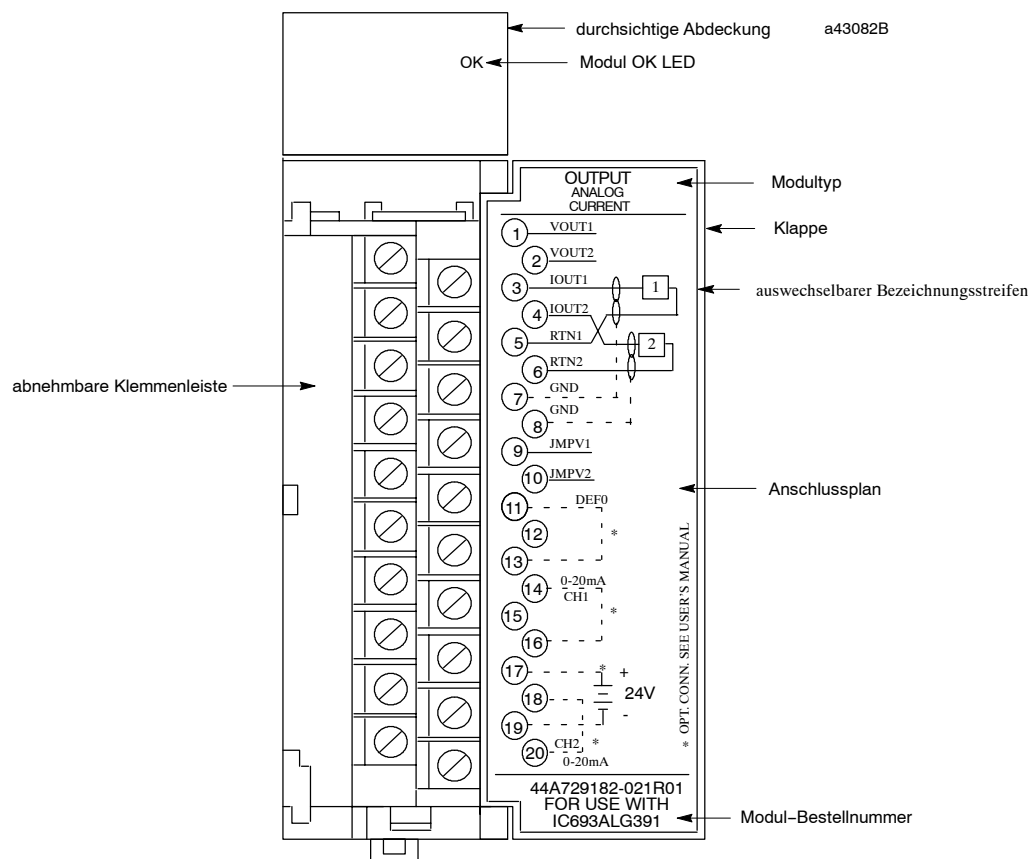 durchsichtige Abdeckung
a43082B
OK
Modul OK LED
OUTPUT
ANALOG
CURRENT
Modultyp
Klappe
auswechselbarer Bezeichnungsstreifen
abnehmbare Klemmenleiste
Anschlussplan
1 VOUT1
2 VOUT2
3 IOUT1
1
4 IOUT2
5 RTN1
2
6 RTN2
7 GND
8 GND
9 JMPV1
10 JMPV2
11 DEF0
12 *
13
14 0-20mA
CH1
15 *
16
17 * +
18 24V
19 -
20 CH2 *
0-20mA
* OPT. CONN. SEE USER'S MANUAL
44A729182-021R01
FOR USE WITH
IC693ALG391
Modul–Bestellnummer